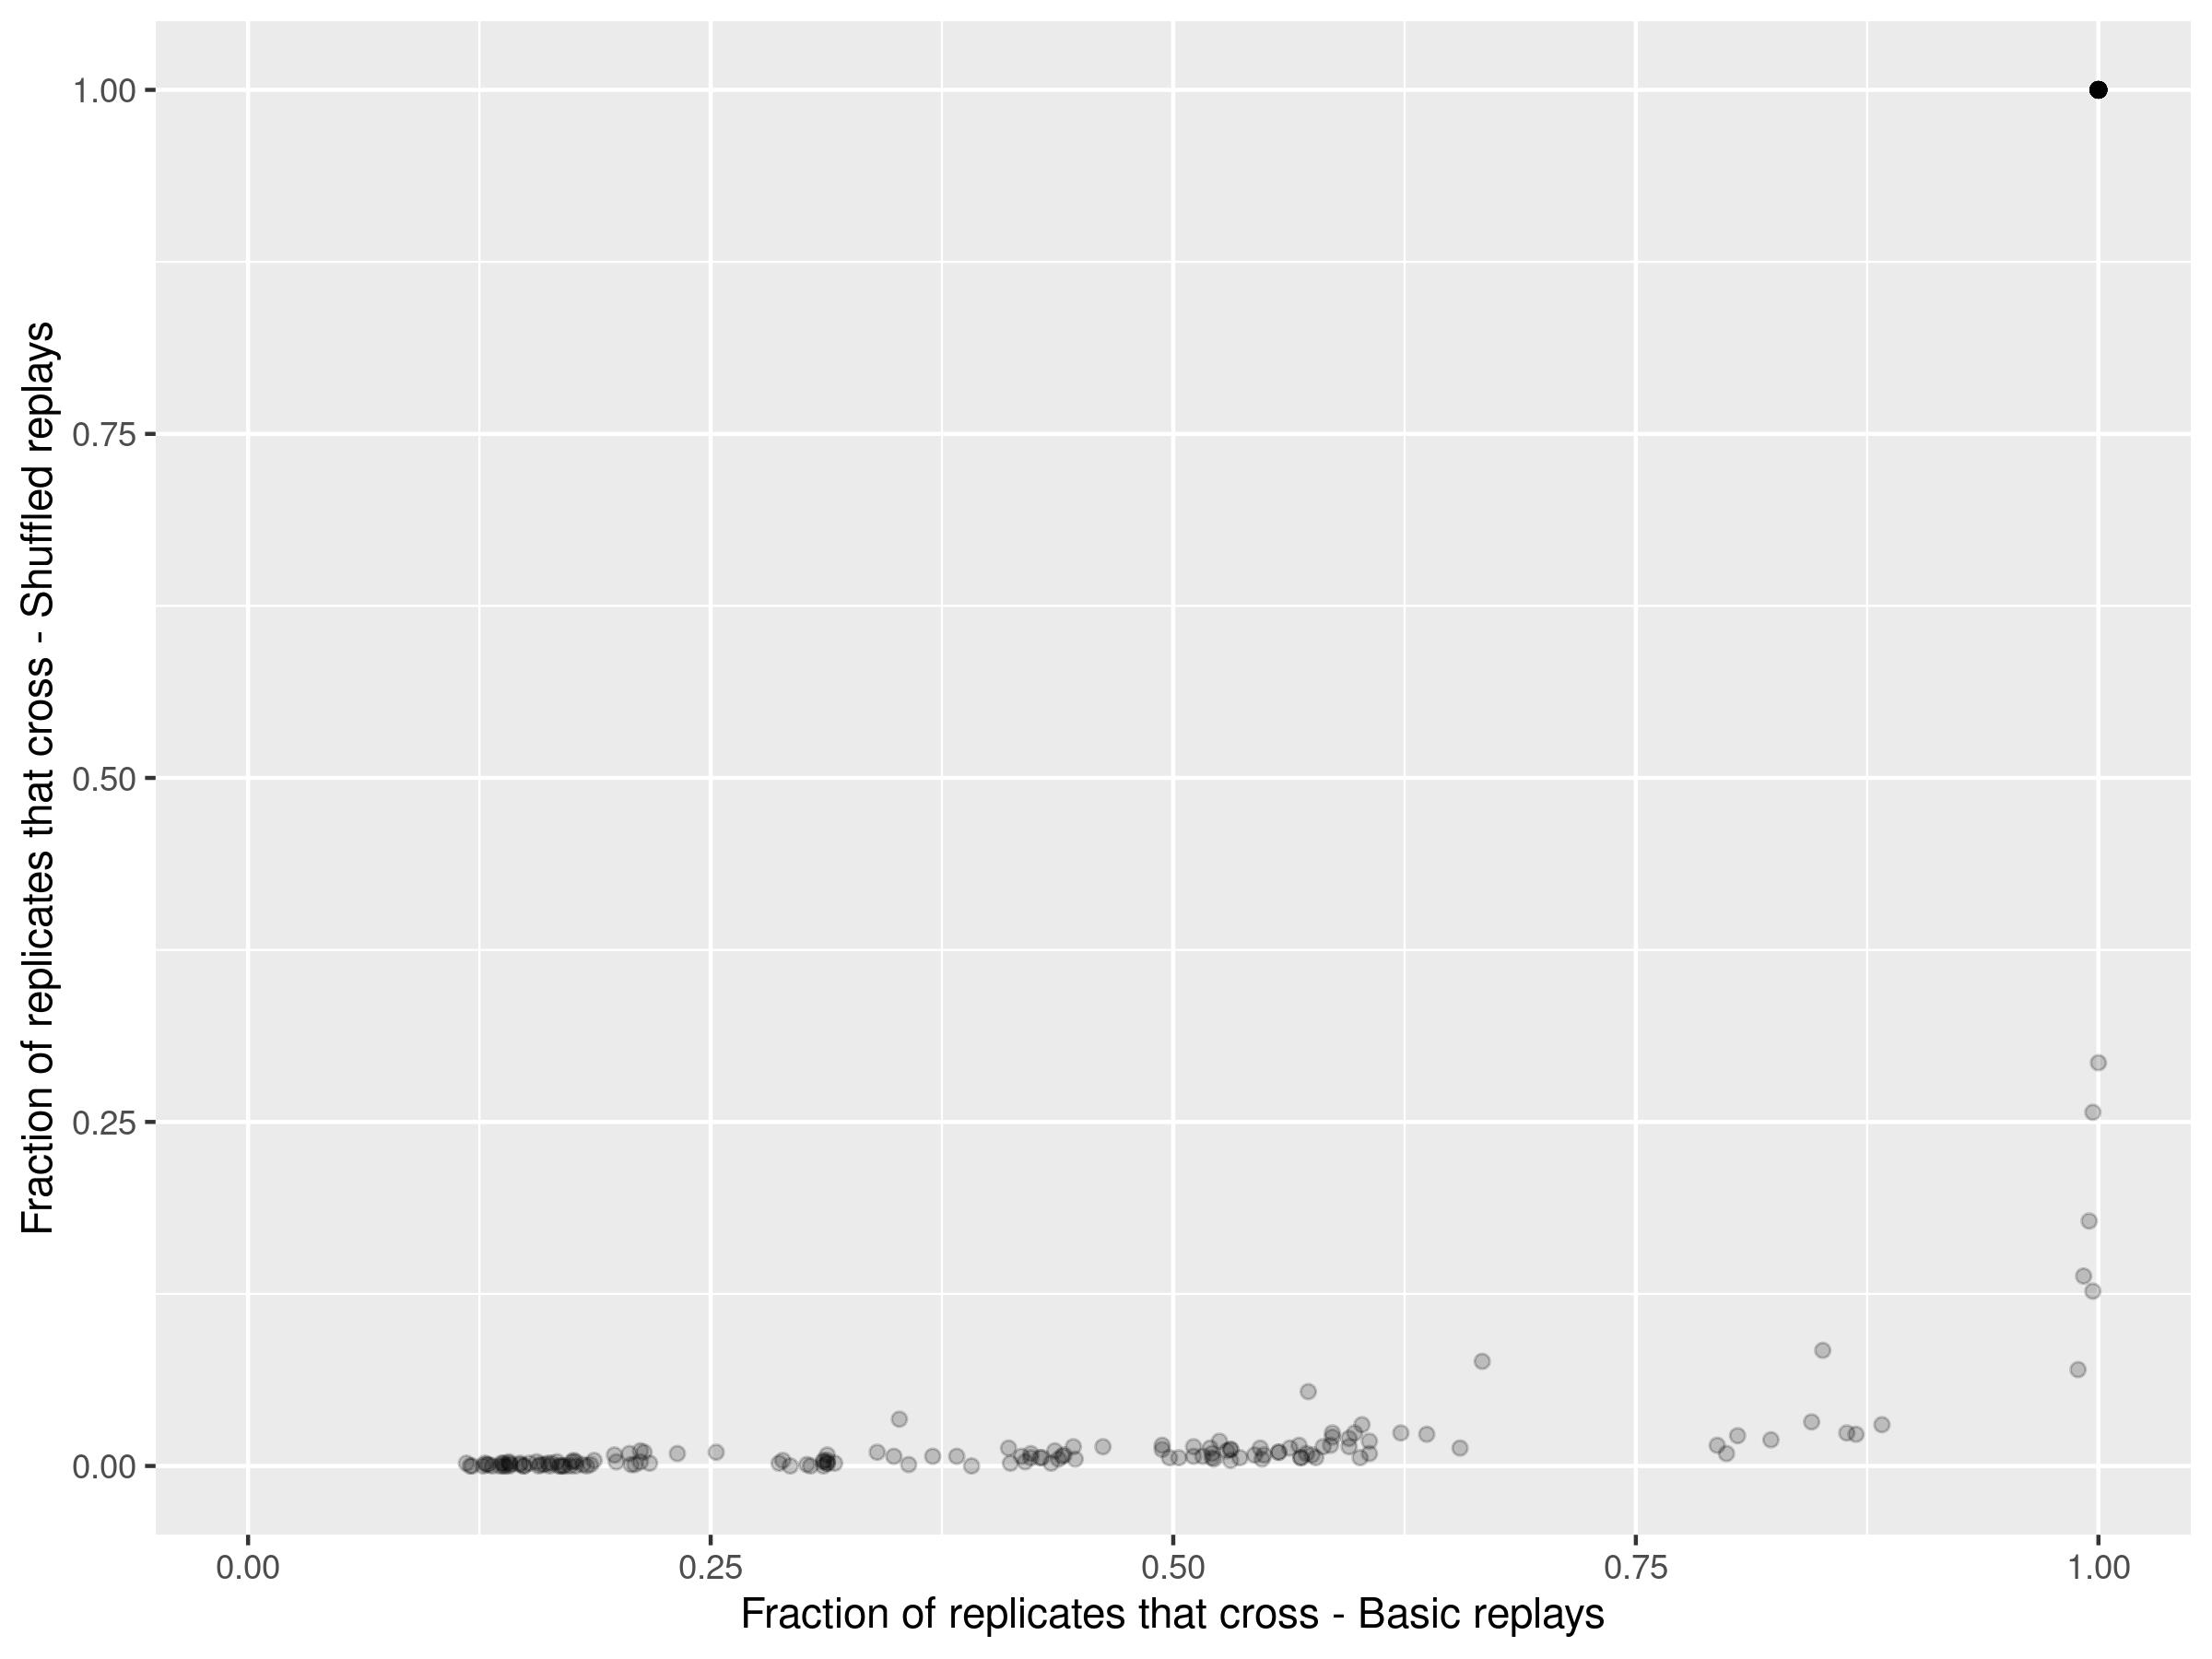 Fraction of replicates that cross - Shuffled replays
1.00
0.75
0.50
0.25
0.00
0.00 0.25 0.50 0.75 1.00
Fraction of replicates that cross - Basic replays